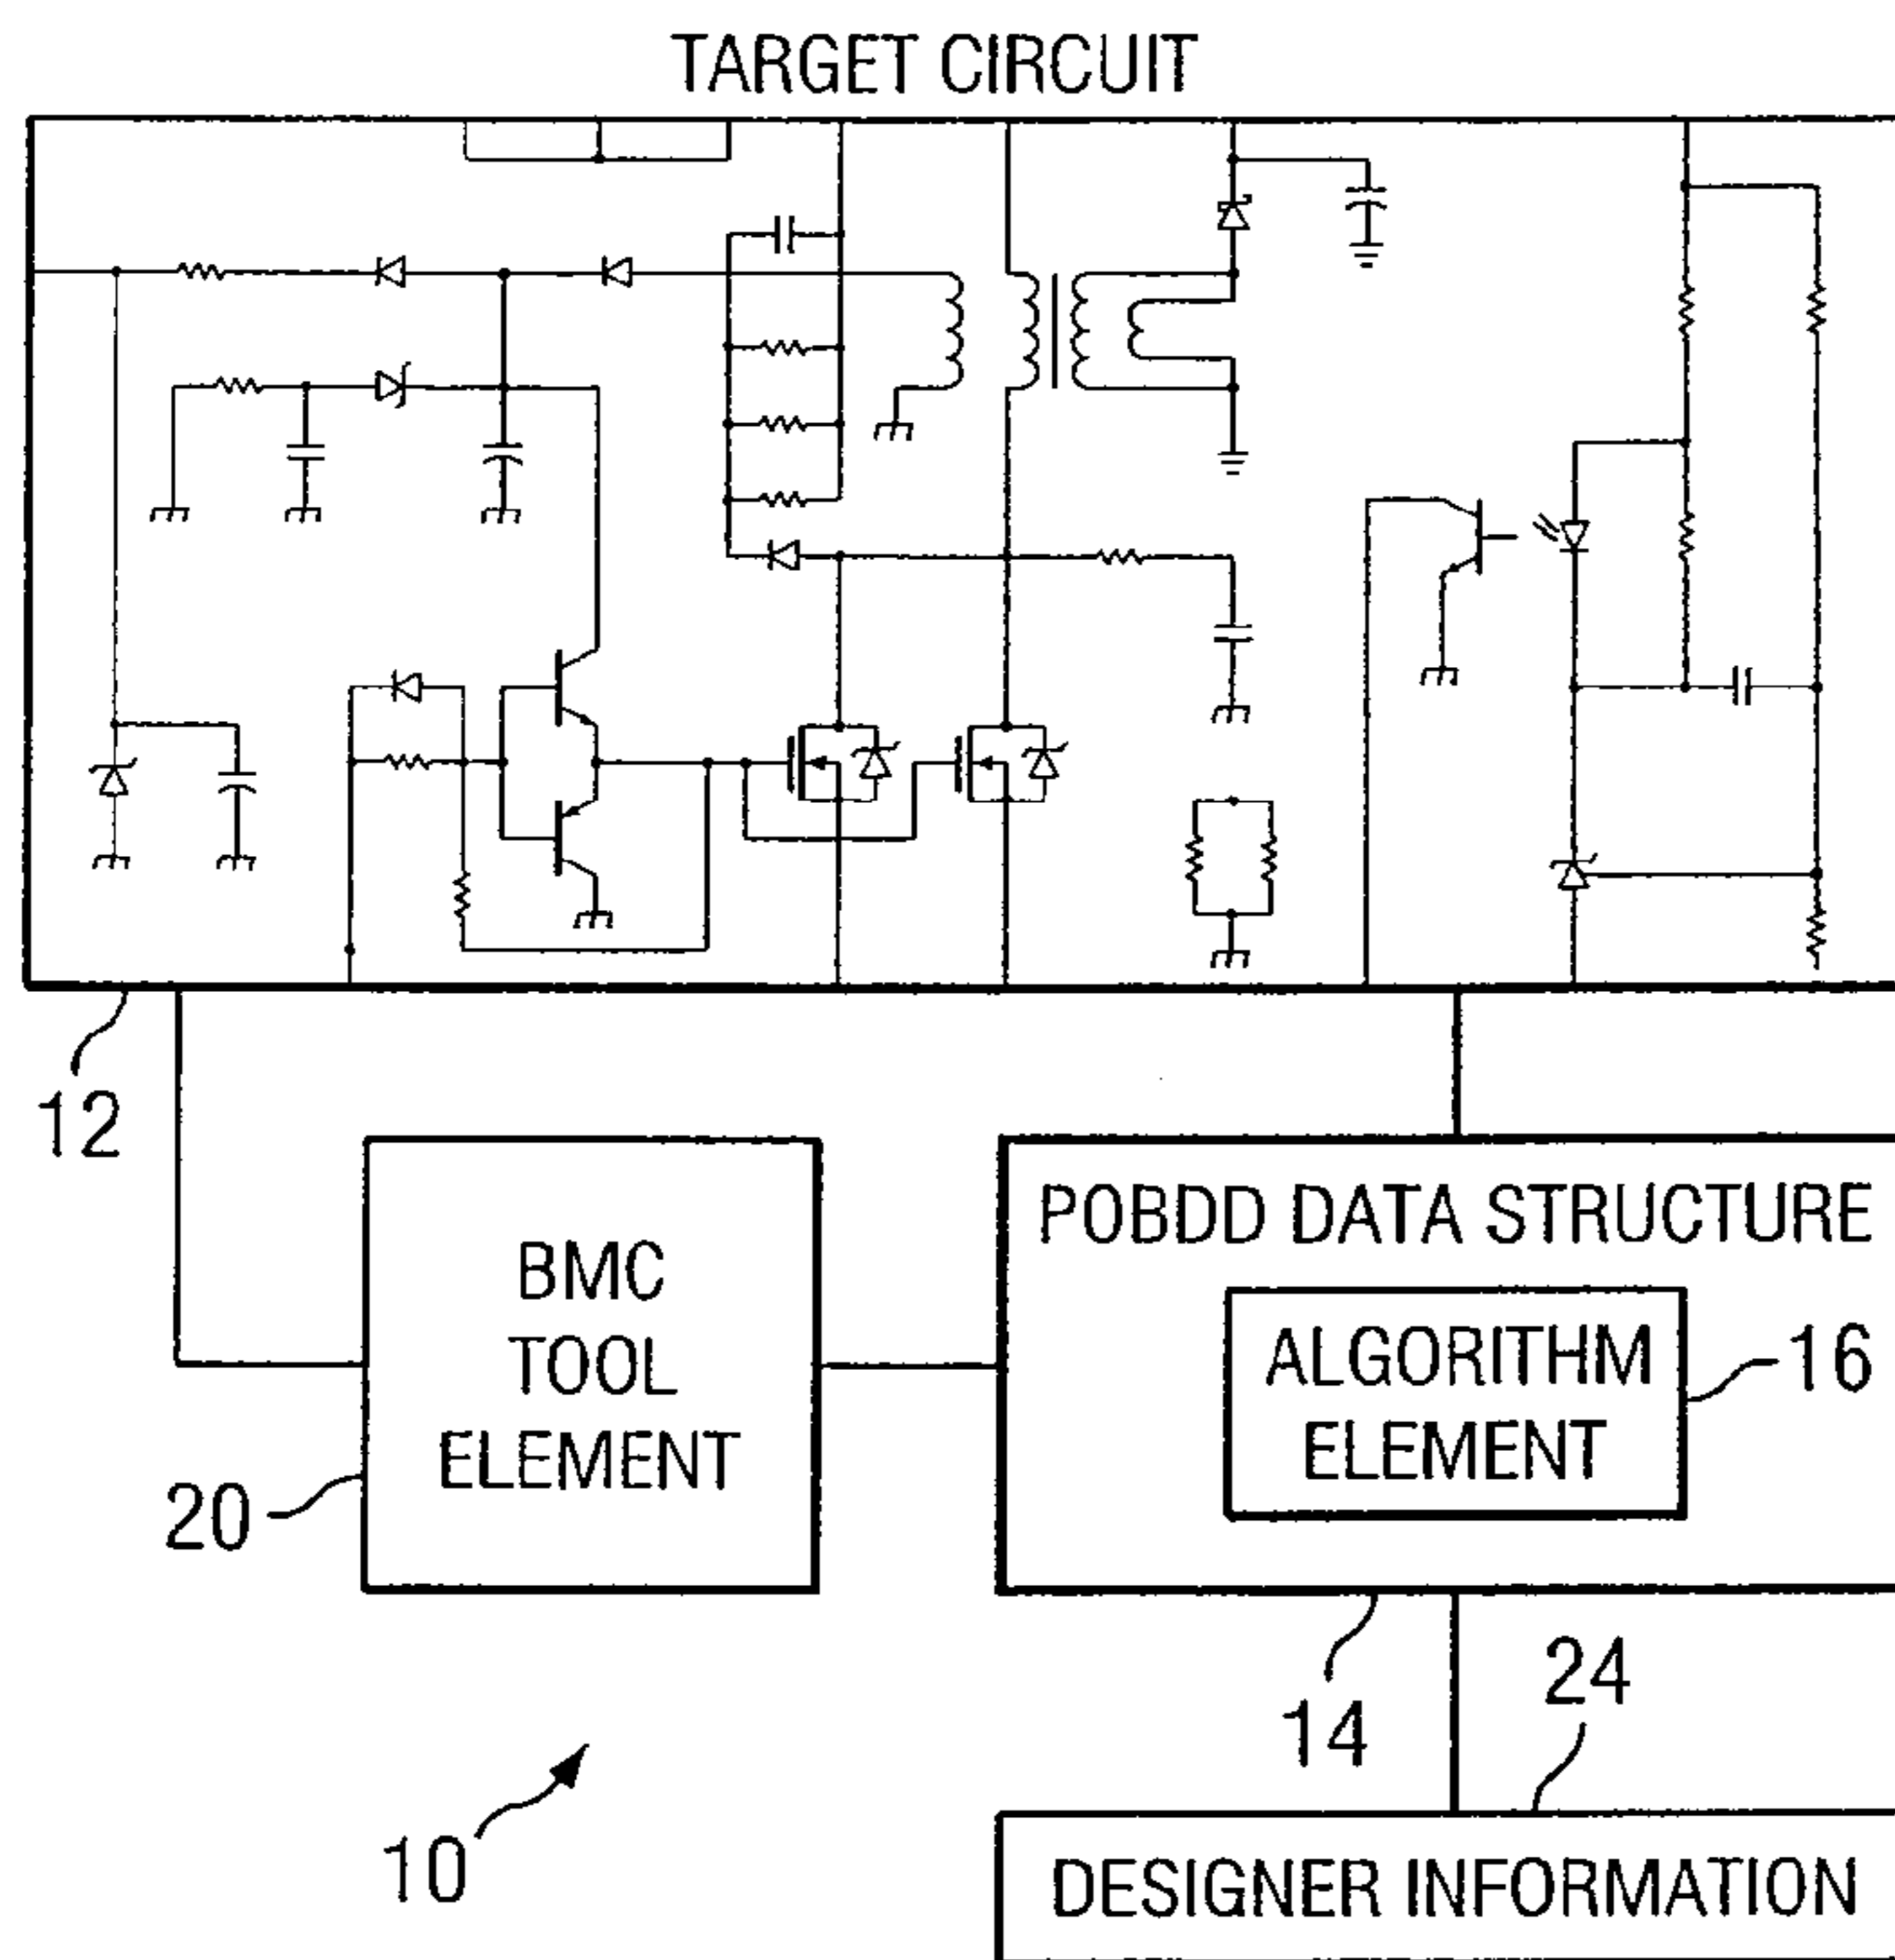 TARGET CIRCUIT
12
BMC
TOOL
ELEMENT
20
POBDD DATA STRUCTURE
ALGORITHM
ELEMENT
16
14
24
10
DESIGNER INFORMATION